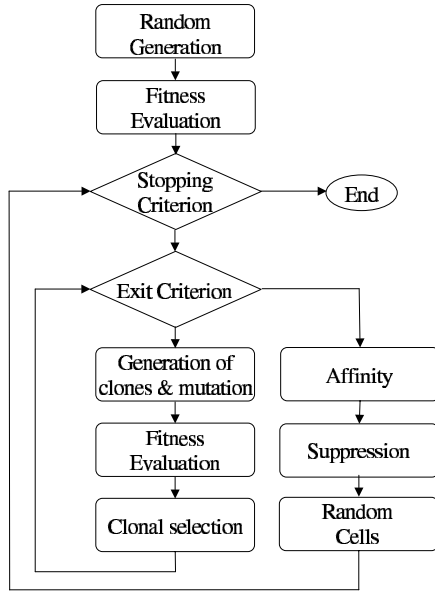 Random
Generation
Fitness
Evaluation
Stopping
Criterion
End
Exit Criterion
Generation of
clones & mutation
Affinity
Fitness
Evaluation
Suppression
Clonal selection
Random
Cells